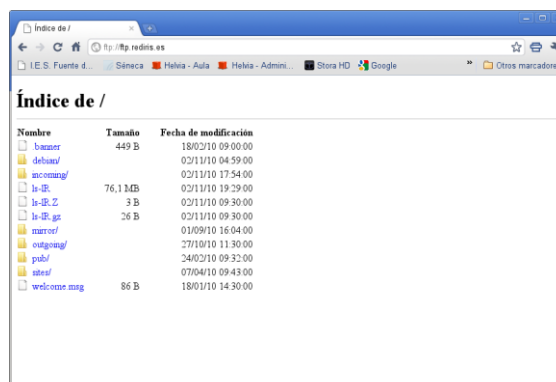 Índice de /
ftp://ftp.rediris.es
I.E.S. Fuente d... Séneca Helvia - Aula Helvia - Admini... Stora HD Google » Otros marcadore
Índice de /
Nombre Tamaño Fecha de modificación
.banner 449 B 18/02/10 09:00:00
debian/ 02/11/10 04:59:00
incoming/ 02/11/10 17:54:00
ls-lR 76,1 MB 02/11/10 19:29:00
ls-lR.Z 3 B 02/11/10 09:30:00
ls-lR.gz 26 B 02/11/10 09:30:00
mirror/ 01/09/10 16:04:00
outgoing/ 27/10/10 11:30:00
pub/ 24/02/10 09:32:00
sites/ 07/04/10 09:43:00
welcome.msg 86 B 18/01/10 14:30:00